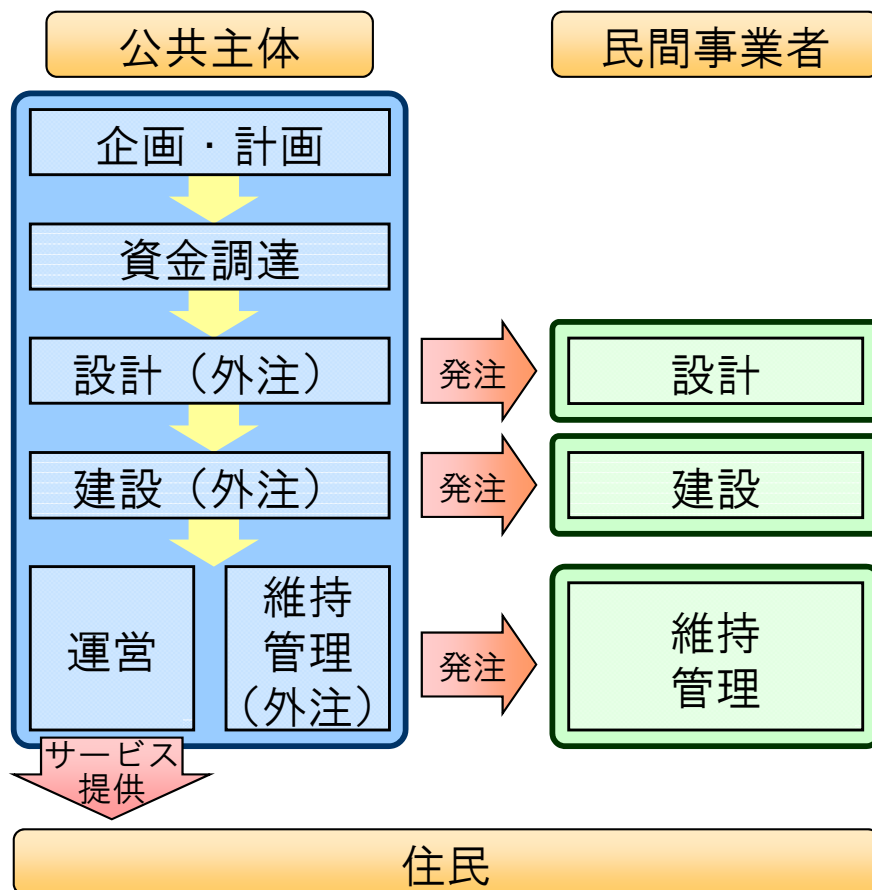 公共主体
民間事業者
企画・計画
資金調達
設計（外注）
発注
設計
建設（外注）
発注
建設
運営
維持
管理
（外注）
発注
維持
管理
サービス
提供
住民